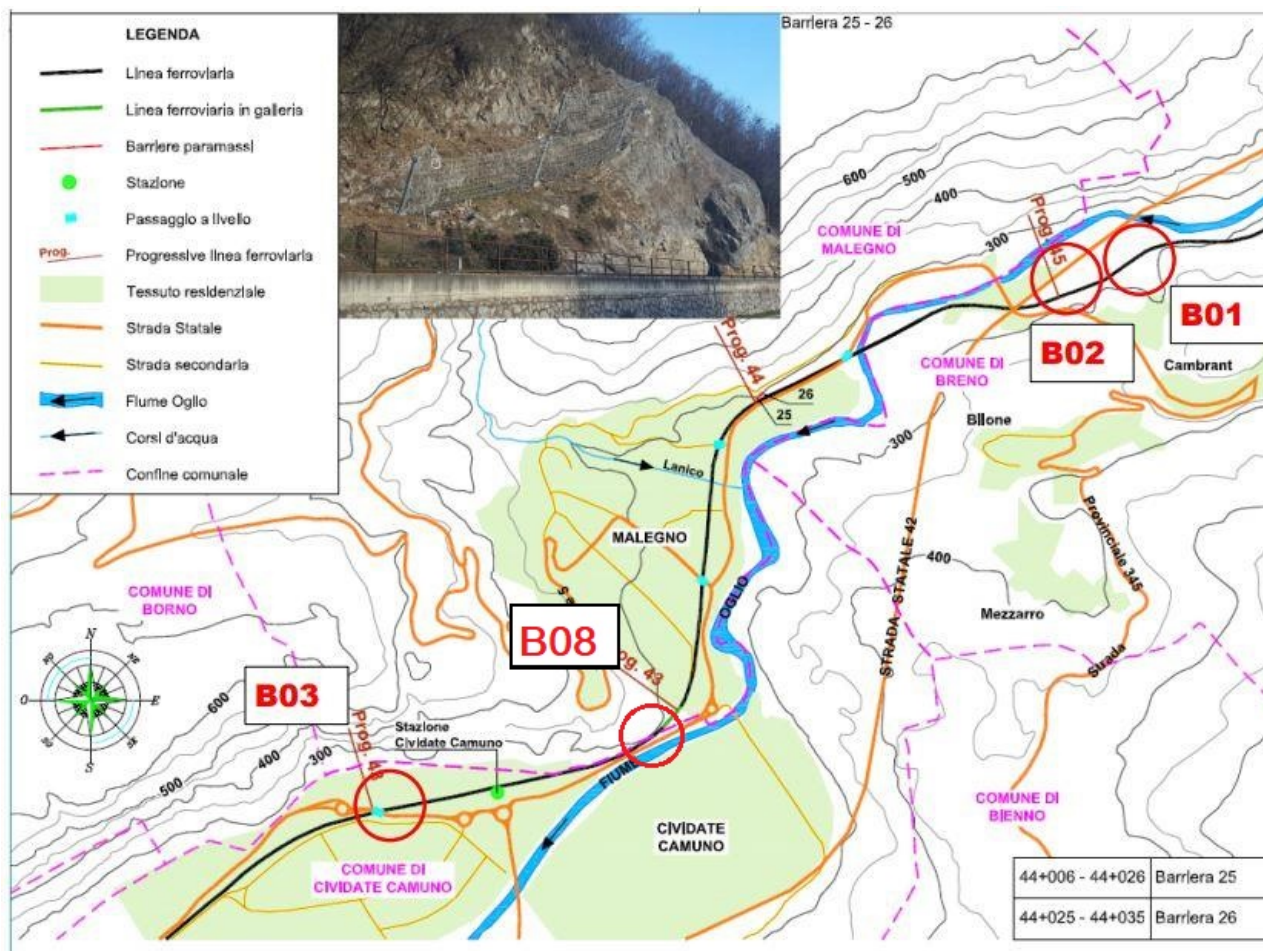 Barriera 25 - 26
LEGENDA
Linea ferroviaria
Linea ferroviaria in galleria
Barriere paramassi
Stazione
Passaggio a livello
Prog.
Progressive linea ferroviaria
Tessuto residenziale
Strada Statale
Strada secondaria
Fiume Oglio
Corsi d'acqua
Confine comunale
600
500
400
300
Prog. 45
COMUNE DI
MALEGNO
B01
B02
COMUNE DI
BRENO
Cambrant
Prog. 44
26
25
Bilone
300
Lanico
MALEGNO
STRADA STATALE 42
400
Provinciale 345
Mezzarro
Strada
OGLIO
COMUNE DI
BORNO
B08
Prog. 43
N
NE
E
SE
S
SO
O
NO
B03
600
500
400
300
Stazione
Cividate Camuno
FIUME
CIVIDATE
CAMUNO
COMUNE DI
BIENNO
COMUNE DI
CIVIDATE CAMUNO
44+006 - 44+026 Barriera 25
44+025 - 44+035 Barriera 26